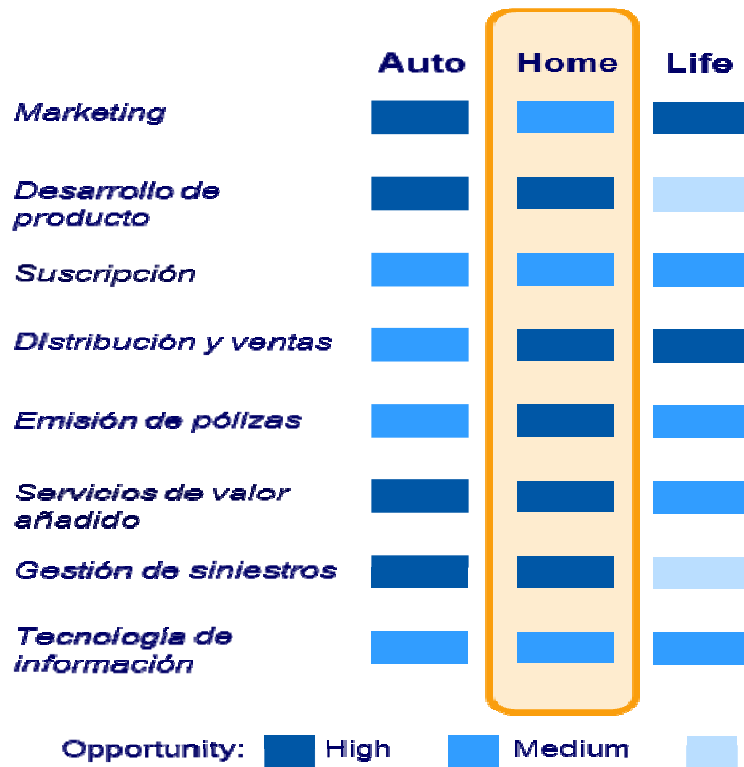 Auto Home Life
Marketing
Desarrollo de
producto
Suscripción
Distribución y ventas
Emisión de pólizas
Servicios de valor
añadido
Gestión de siniestros
Tecnología de
información
Opportunity: High Medium